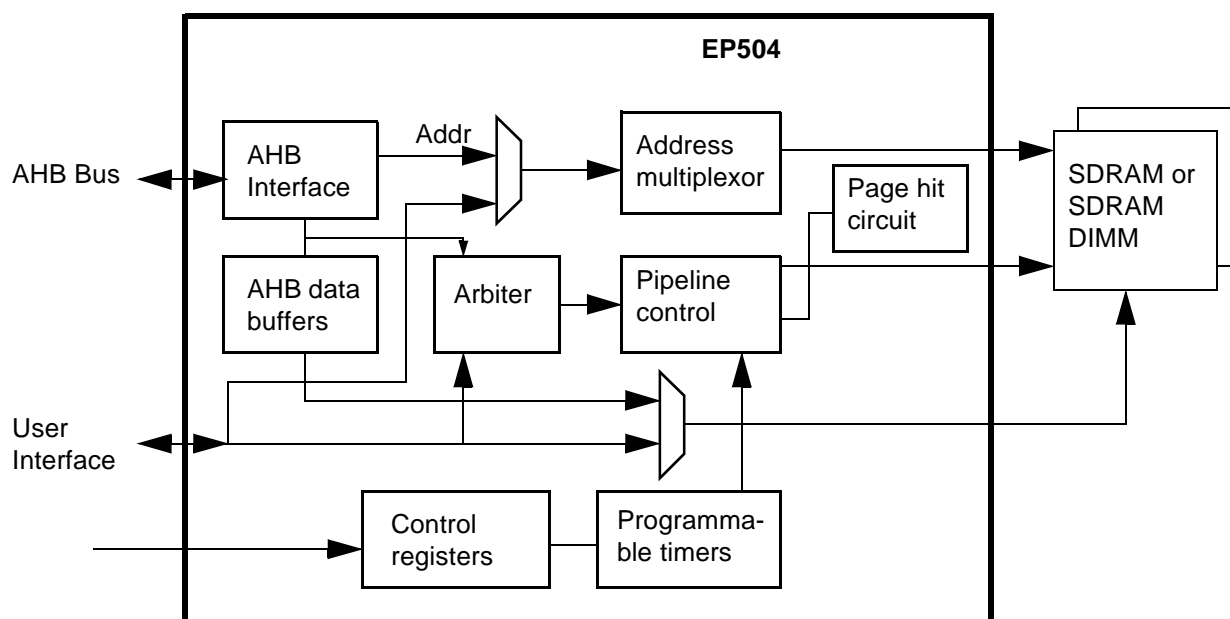 EP504
AHB Bus
AHB
Interface
Addr
Address
multiplexor
Page hit
circuit
SDRAM or
SDRAM
DIMM
AHB data
buffers
Arbiter
Pipeline
control
User
Interface
Control
registers
Programma-
ble timers